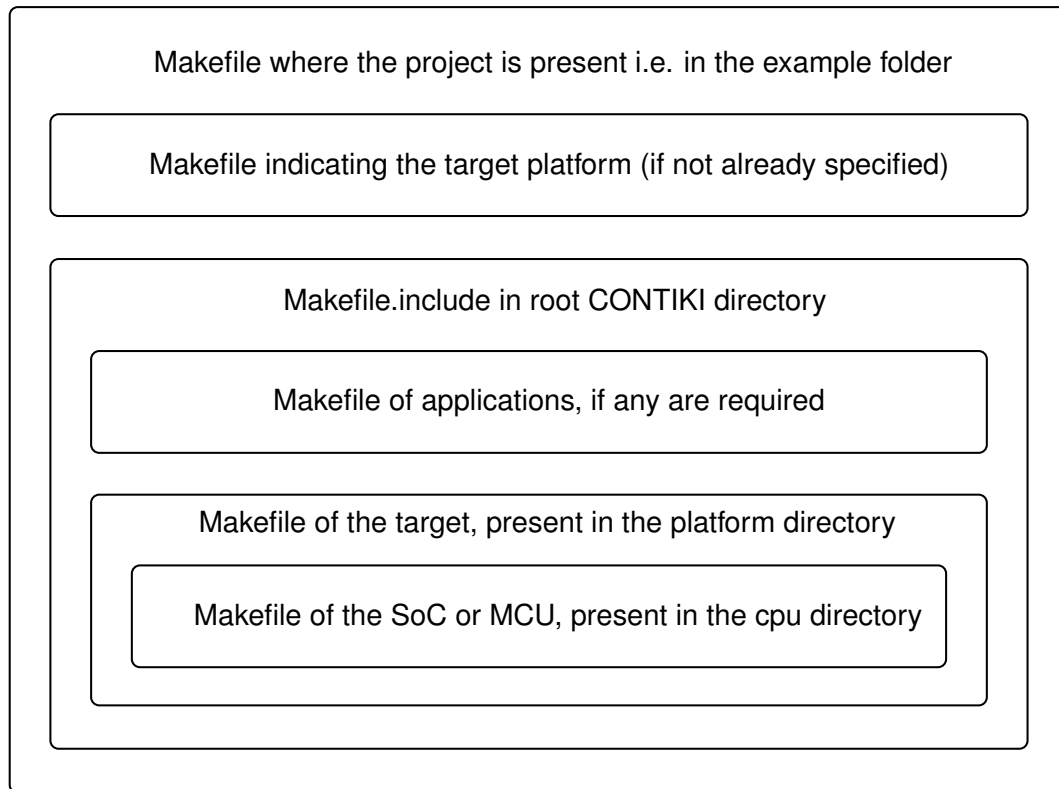 Makefile where the project is present i.e. in the example folder
Makefile indicating the target platform (if not already specified)
Makefile.include in root CONTIKI directory
Makefile of applications, if any are required
Makefile of the target, present in the platform directory
Makefile of the SoC or MCU, present in the cpu directory